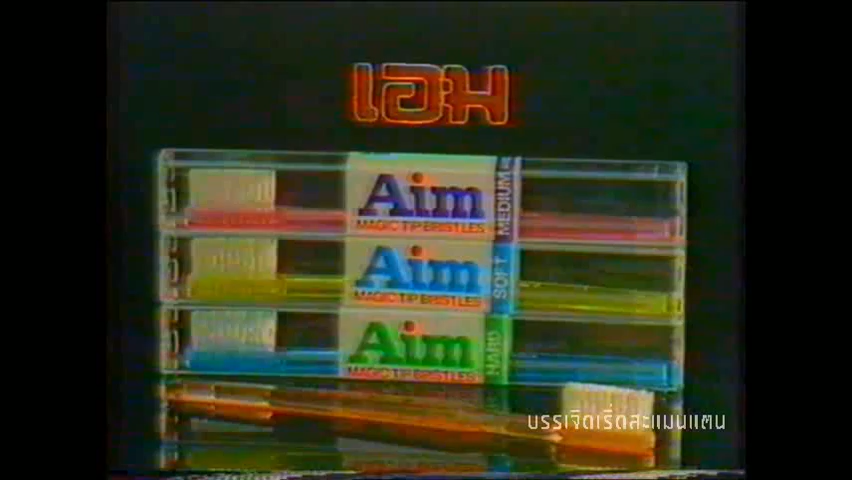 เอม
Aim
MAGIC TIP BRISTLES
MEDIUM
Aim
MAGIC TIP BRISTLES
SOFT
Aim
MAGIC TIP BRISTLES
HARD
บรรเจิดเริ่ดสะแมนแตน